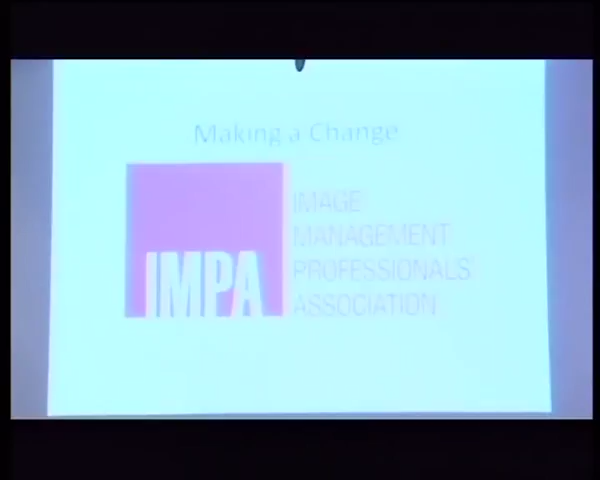 Making a Change
IMPA
IMAGE
MANAGEMENT
PROFESSIONALS
ASSOCIATION